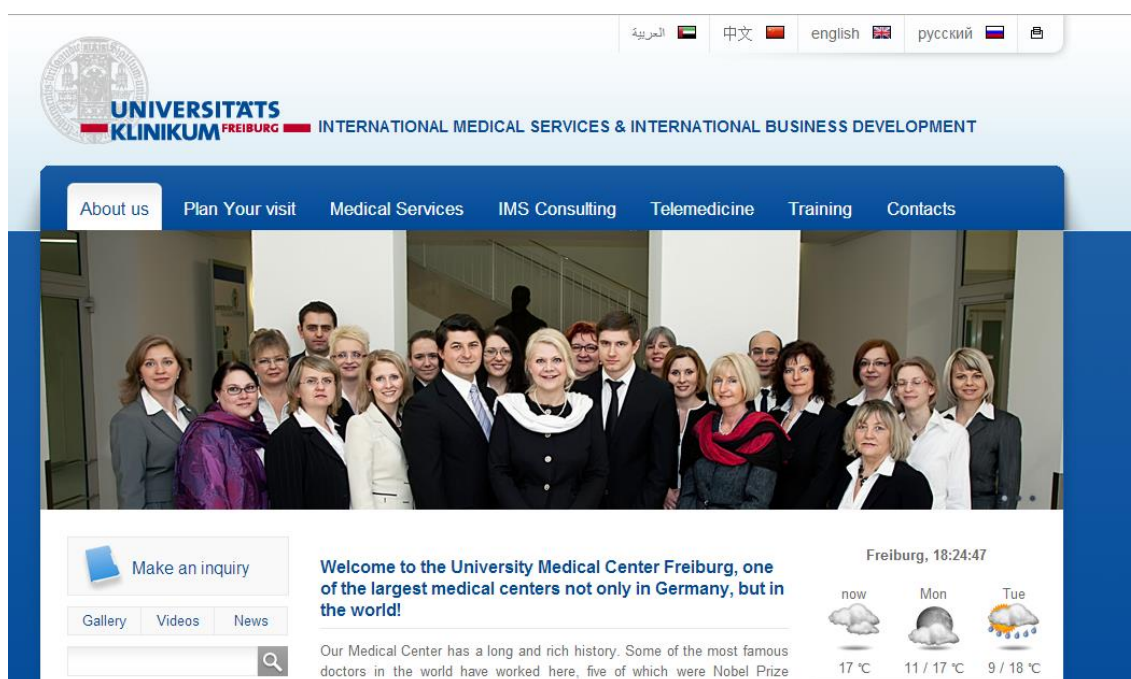 العربية 中文 english русский
UNIVERSITÄTS
KLINIKUM FREIBURG INTERNATIONAL MEDICAL SERVICES & INTERNATIONAL BUSINESS DEVELOPMENT
About us Plan Your visit Medical Services IMS Consulting Telemedicine Training Contacts
Make an inquiry
Gallery Videos News
Welcome to the University Medical Center Freiburg, one
of the largest medical centers not only in Germany, but in
the world!
Our Medical Center has a long and rich history. Some of the most famous
doctors in the world have worked here, five of which were Nobel Prize
Freiburg, 18:24:47
now Mon Tue
17 °C 11 / 17 °C 9 / 18 °C